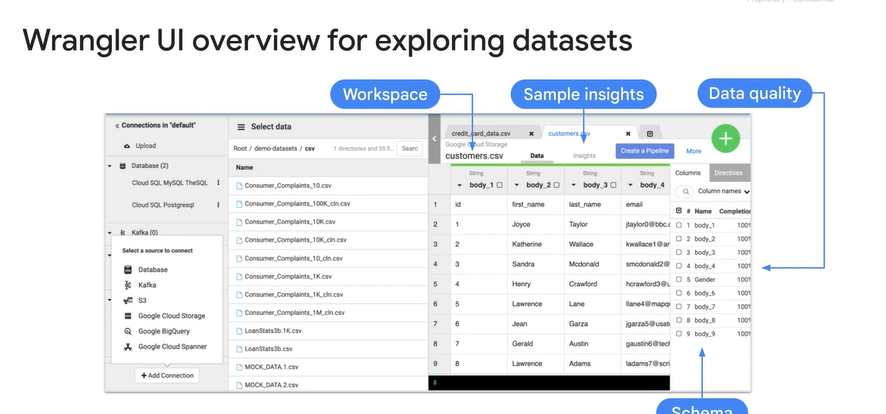 Proprietary + Confidential
Wrangler UI overview for exploring datasets
Workspace
Sample insights
Data quality
Connections in "default"
Upload
Database (2)
Cloud SQL MySQL TheSQL
Cloud SQL Postgresql
Kafka (0)
Select a source to connect
Database
Kafka
S3
Google Cloud Storage
Google BigQuery
Google Cloud Spanner
+ Add Connection
Select data
Root / demo-datasets / csv
1 directories and 35 fi...
Searc
Name
Consumer_Complaints_10.csv
Consumer_Complaints_100K_cln.csv
Consumer_Complaints_10K.csv
Consumer_Complaints_10K_cln.csv
Consumer_Complaints_10_cln.csv
Consumer_Complaints_1K.csv
Consumer_Complaints_1K_cln.csv
Consumer_Complaints_1M_cln.csv
LoanStats3b.1K.csv
LoanStats3b.csv
MOCK_DATA.1.csv
MOCK_DATA.2.csv
credit_card_data.csv
customers.csv
Google Cloud Storage
customers.csv
Data
Insights
Create a Pipeline
More
String String String String
body_1 body_2 body_3 body_4
1 id first_name last_name email
2 1 Joyce Taylor jtaylor0@bbc.
3 2 Katherine Wallace kwallace1@ar
4 3 Sandra Mcdonald smcdonald2@
5 4 Henry Crawford hcrawford3@
6 5 Lawrence Lane llane4@mapq
7 6 Jean Garza jgarza5@usat
8 7 Gerald Austin gaustin6@tec
9 8 Lawrence Adams ladams7@scri
Columns Directives
Column names
# Name Completion
1 body_1 100%
2 body_2 100%
3 body_3 100%
4 body_4 100%
5 Gender 100%
6 body_6 100%
7 body_7 100%
8 body_8 100%
9 body_9 100%
Schema